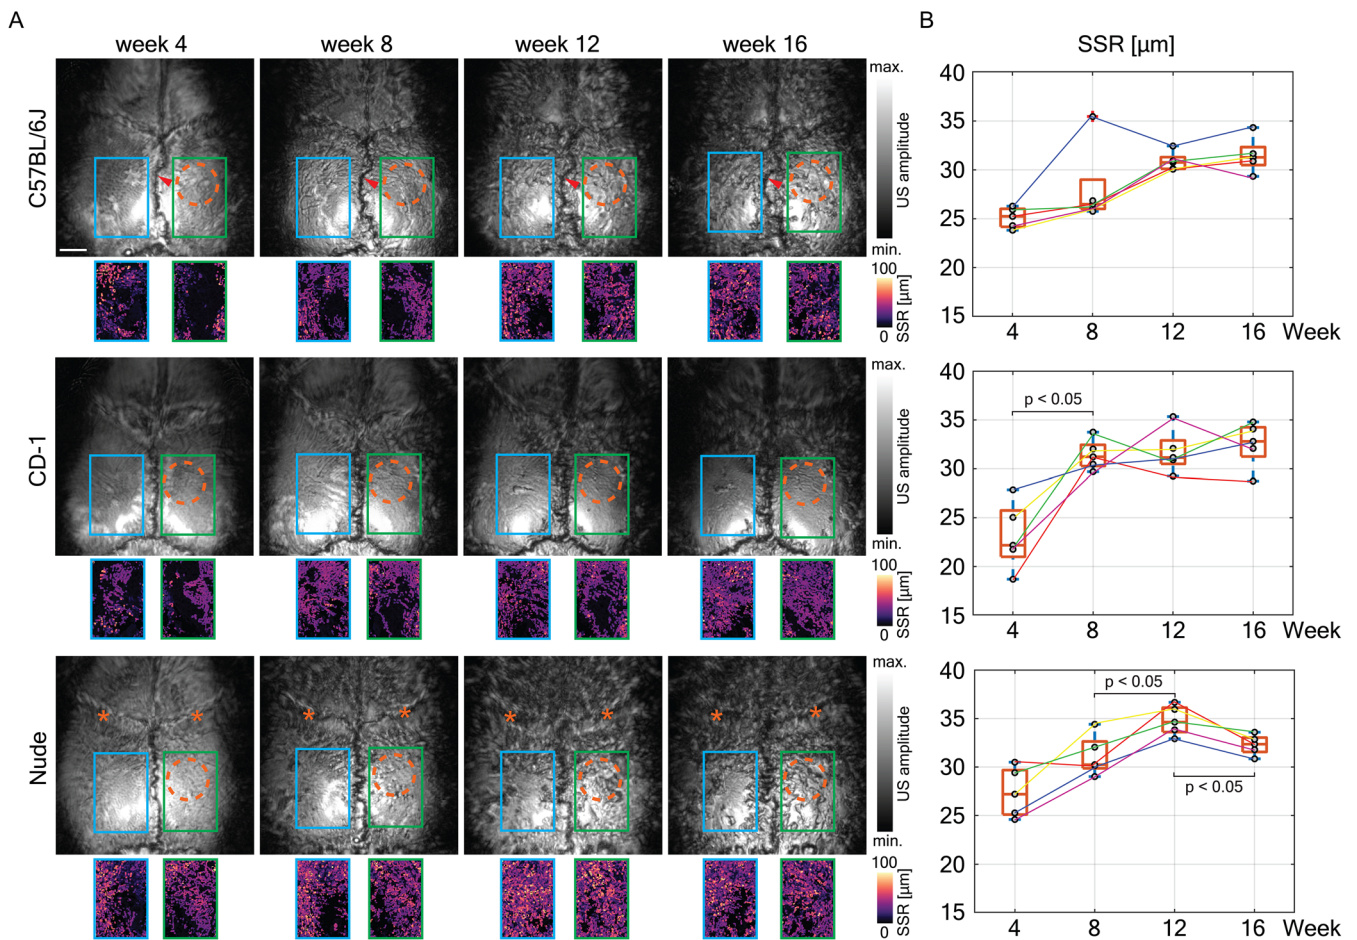 A
B
week 4
week 8
week 12
week 16
SSR [µm]
C57BL/6J
max.
US amplitude
min.
100
SSR [µm]
0
40
35
30
25
20
15
4
8
12
16
Week
CD-1
max.
US amplitude
min.
100
SSR [µm]
0
40
35
30
25
20
15
p < 0.05
4
8
12
16
Week
Nude
*
*
*
*
*
*
*
*
max.
US amplitude
min.
100
SSR [µm]
0
40
35
30
25
20
15
p < 0.05
p < 0.05
4
8
12
16
Week